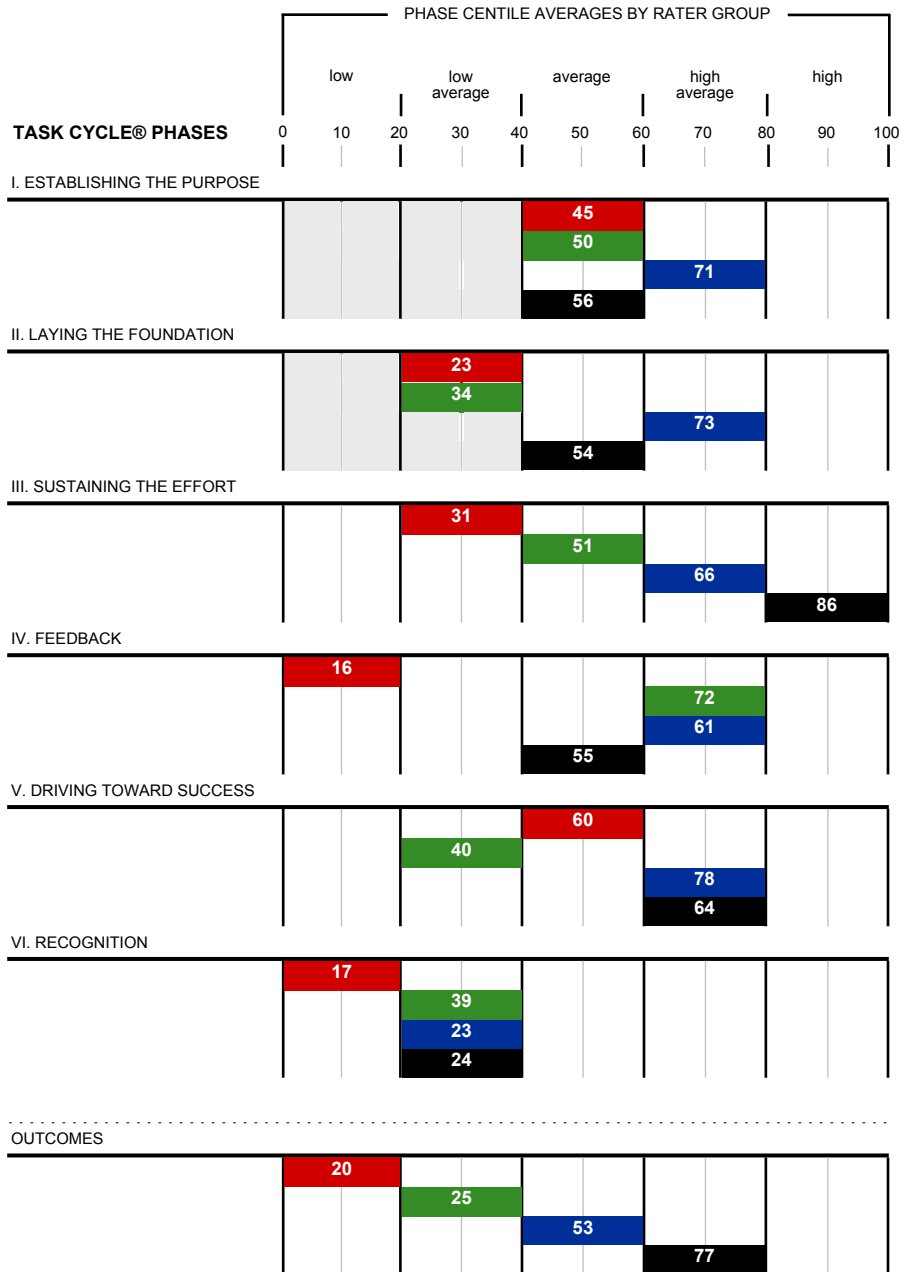 PHASE CENTILE AVERAGES BY RATER GROUP
low low average average high average high
TASK CYCLE® PHASES 0 10 20 30 40 50 60 70 80 90 100
I. ESTABLISHING THE PURPOSE
45
50
71
56
II. LAYING THE FOUNDATION
23
34
73
54
III. SUSTAINING THE EFFORT
31
51
66
86
IV. FEEDBACK
16
72
61
55
V. DRIVING TOWARD SUCCESS
60
40
78
64
VI. RECOGNITION
17
39
23
24
OUTCOMES
20
25
53
77